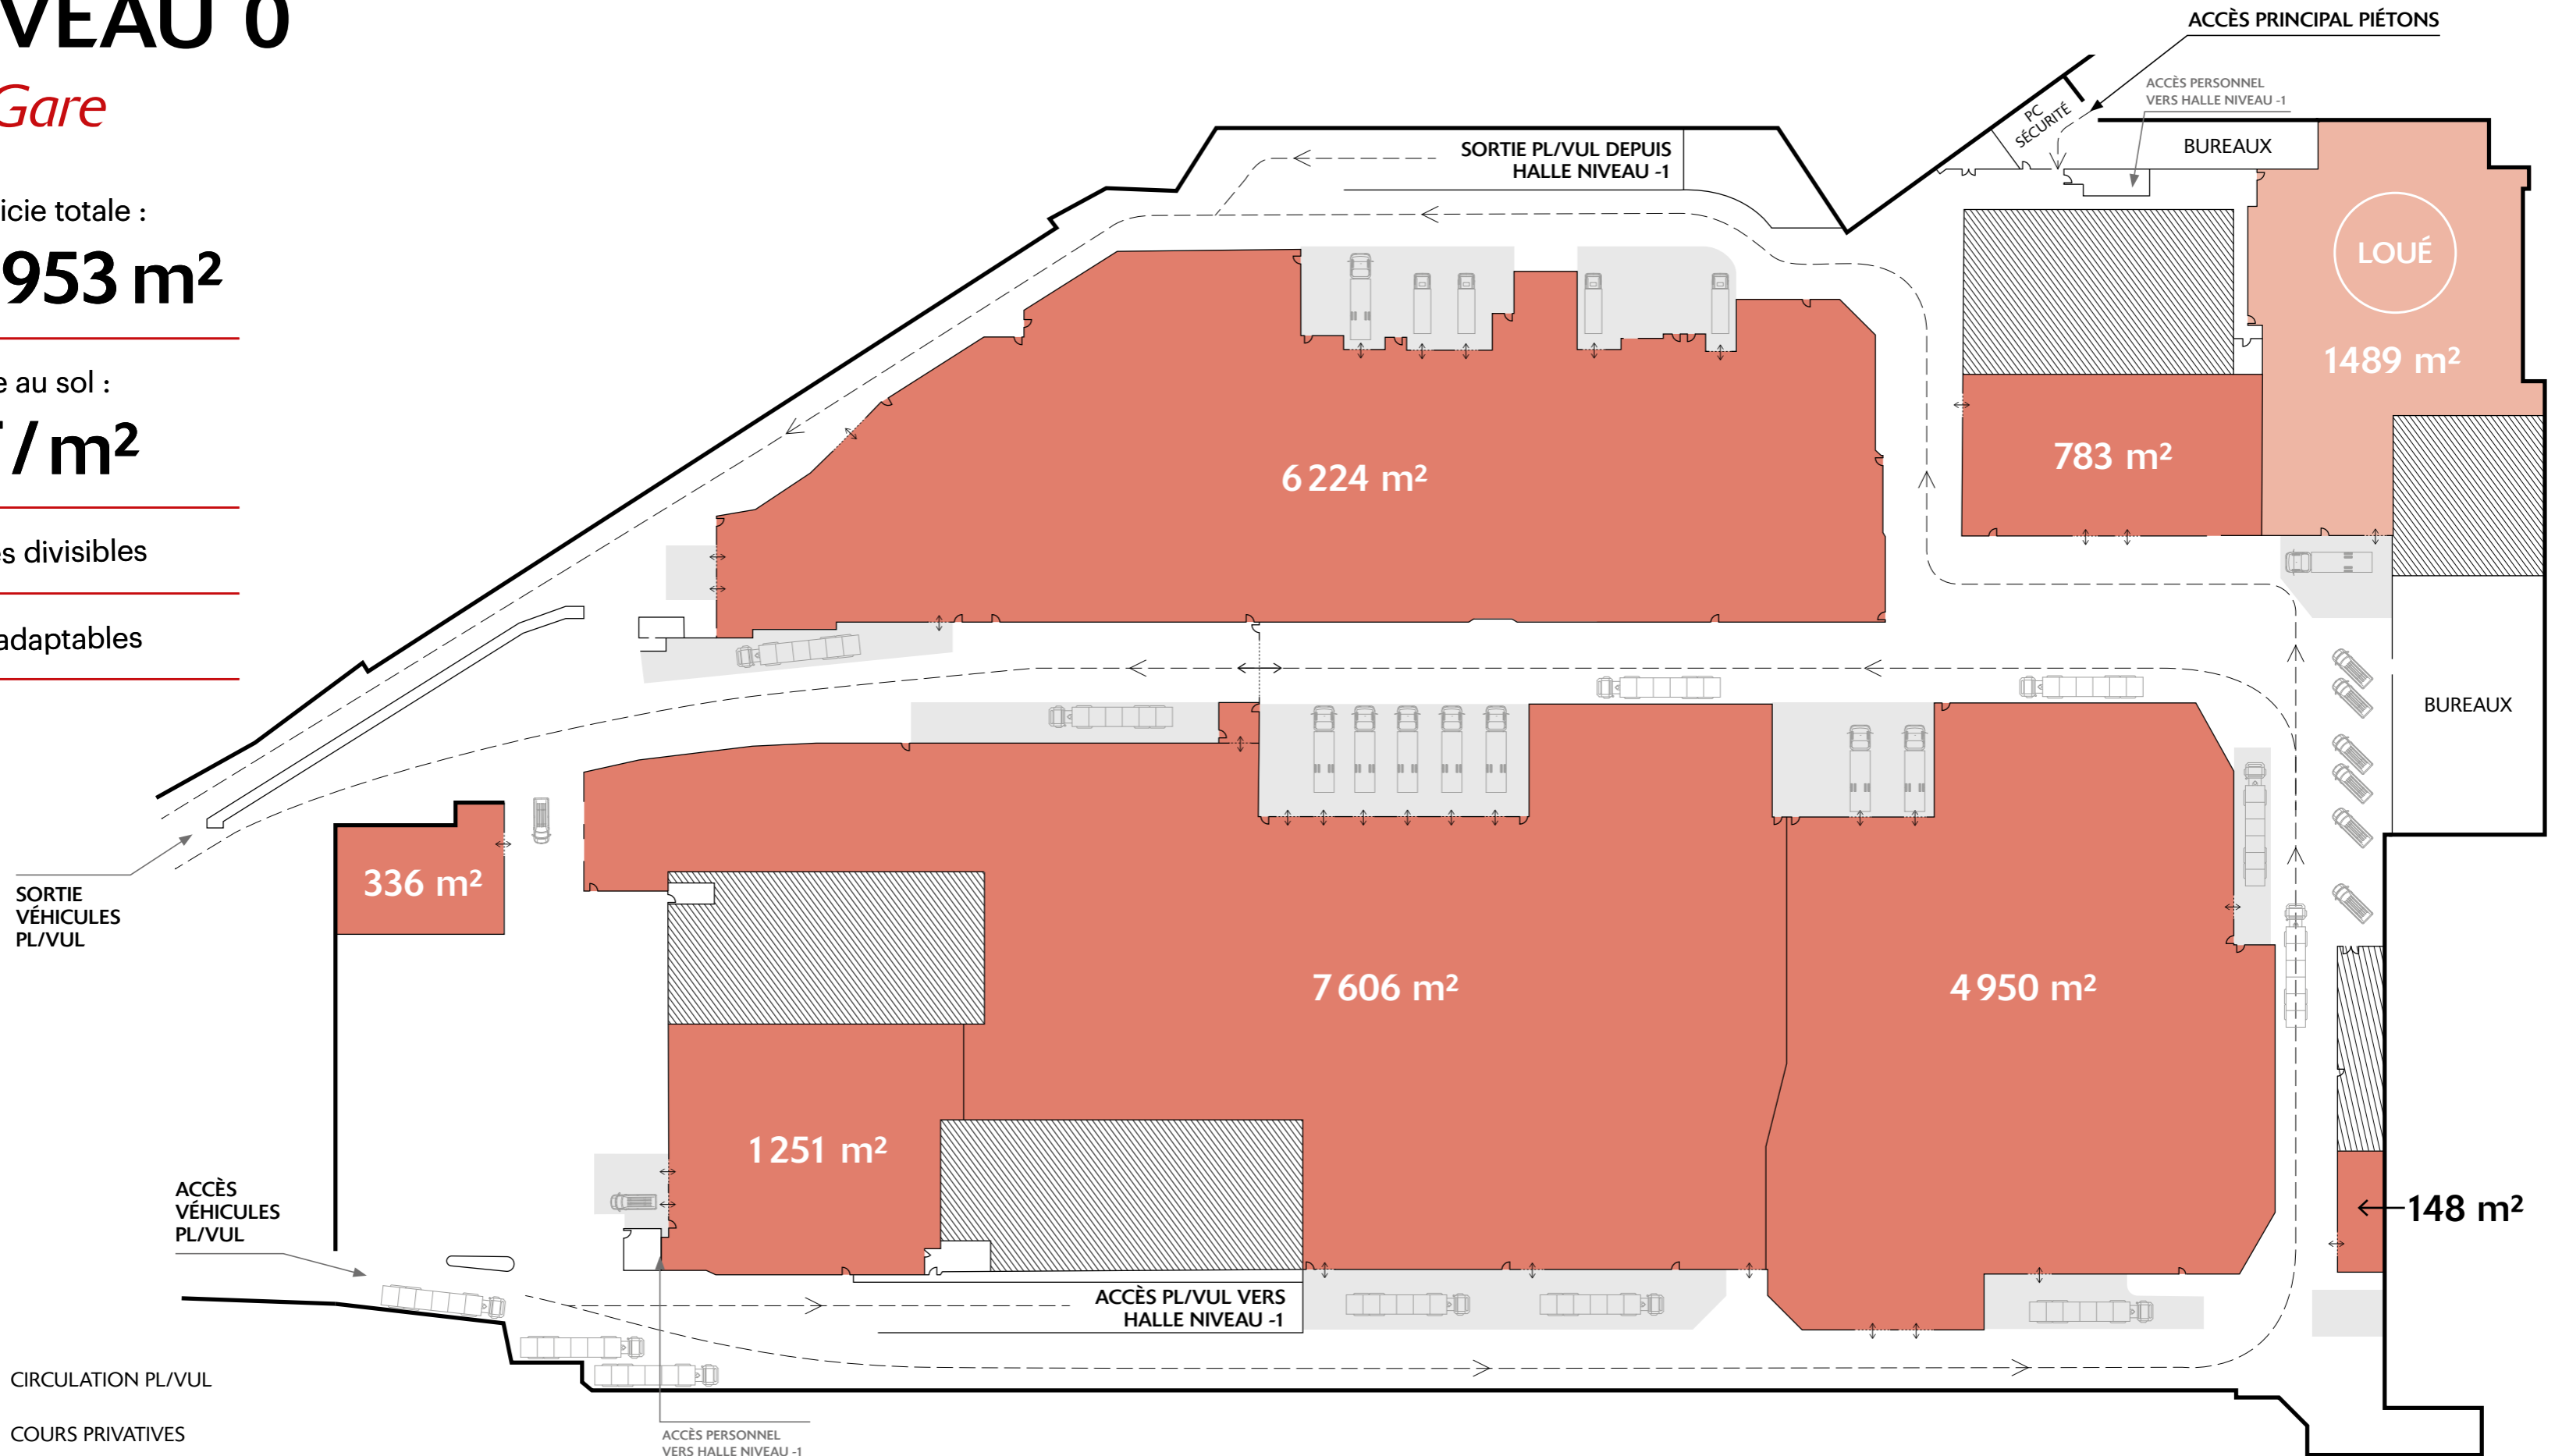 VEAU 0
Gare
icie totale :
953 m²
e au sol :
/ m²
es divisibles
adaptables
ACCÈS PRINCIPAL PIÉTONS
ACCÈS PERSONNEL
VERS HALLE NIVEAU -1
PC
SÉCURITÉ
BUREAUX
SORTIE PL/VUL DEPUIS
HALLE NIVEAU -1
LOUÉ
1489 m²
783 m²
6 224 m²
BUREAUX
336 m²
SORTIE
VÉHICULES
PL/VUL
7 606 m²
4 950 m²
1 251 m²
148 m²
ACCÈS
VÉHICULES
PL/VUL
ACCÈS PL/VUL VERS
HALLE NIVEAU -1
CIRCULATION PL/VUL
COURS PRIVATIVES
ACCÈS PERSONNEL
VERS HALLE NIVEAU -1